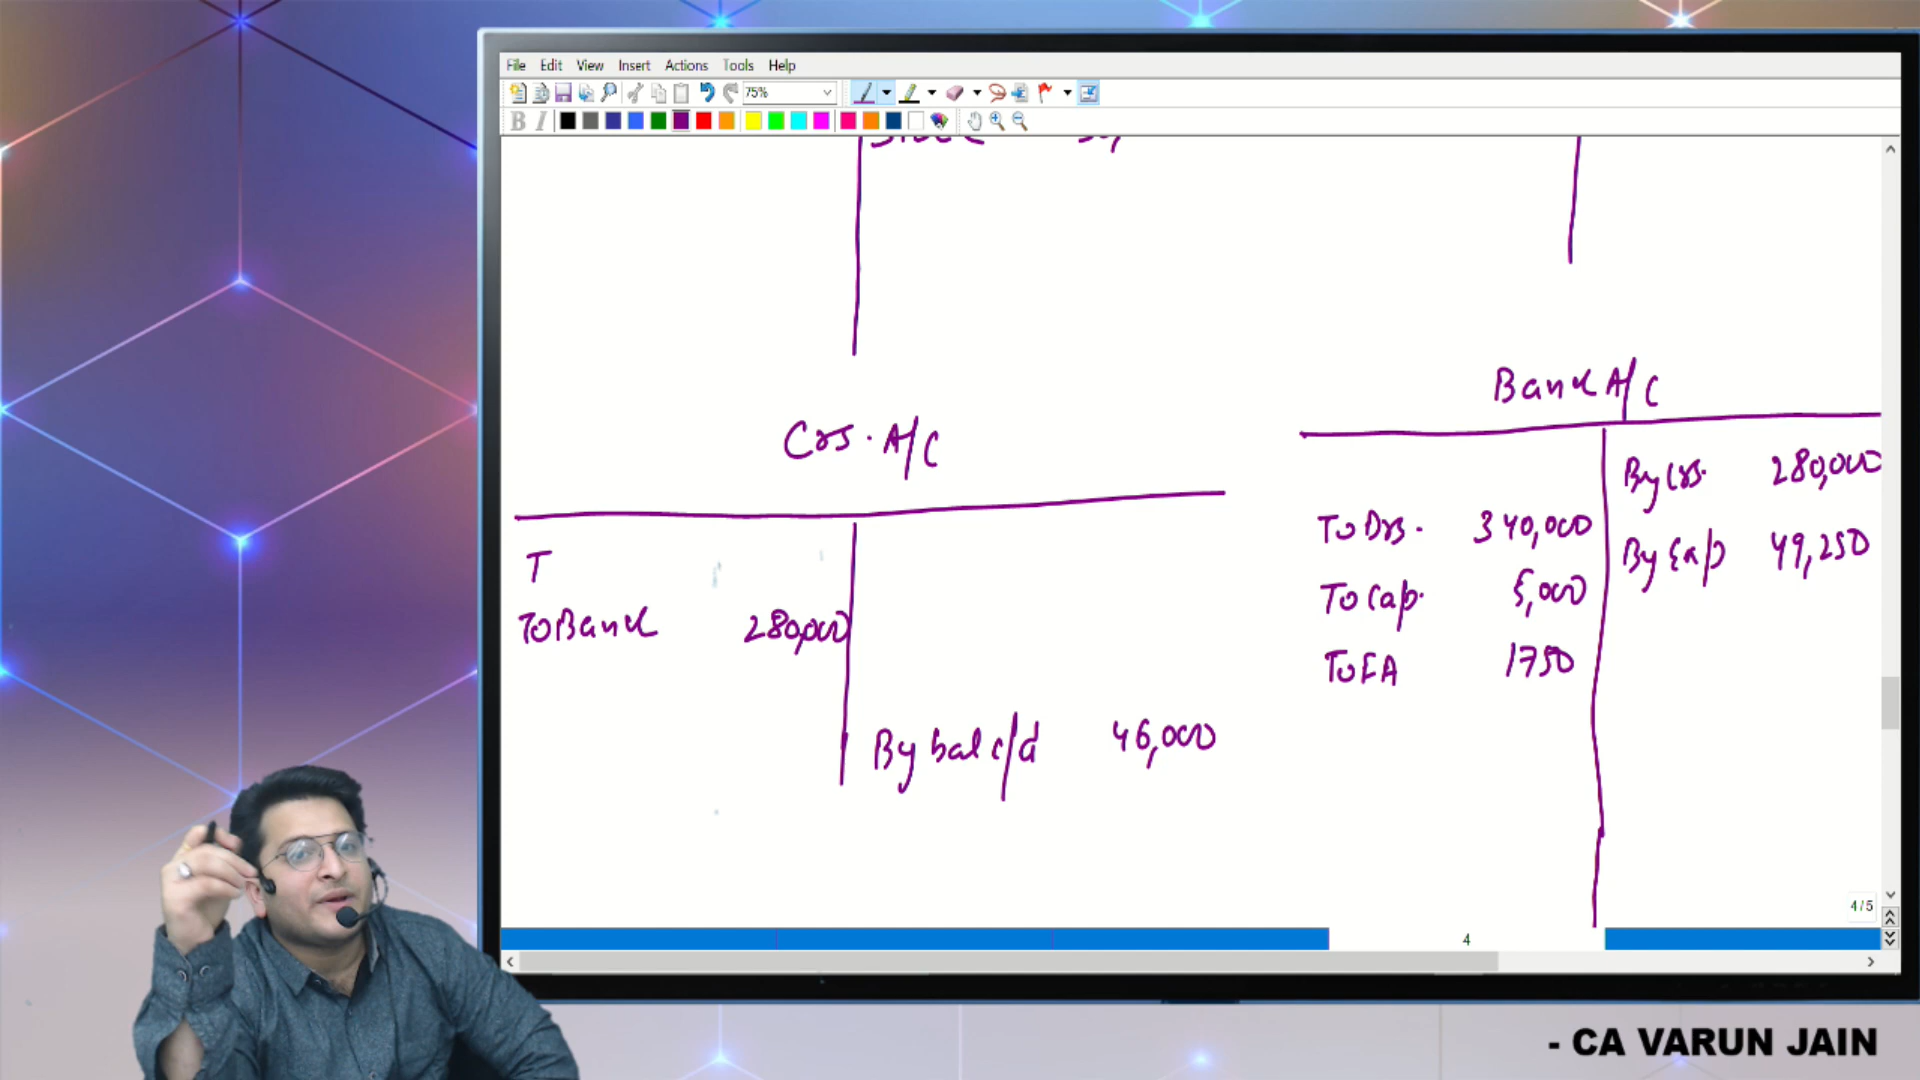 File Edit View Insert Actions Tools Help
75%
B I
Crs. A/C
T
To Bank 280,000
By bal c/d 46,000
Bank A/C
By Crs. 280,000
To Drs. 340,000
By Exp 49,250
To Cap. 5,000
To FA 1750
4/5
4
- CA VARUN JAIN